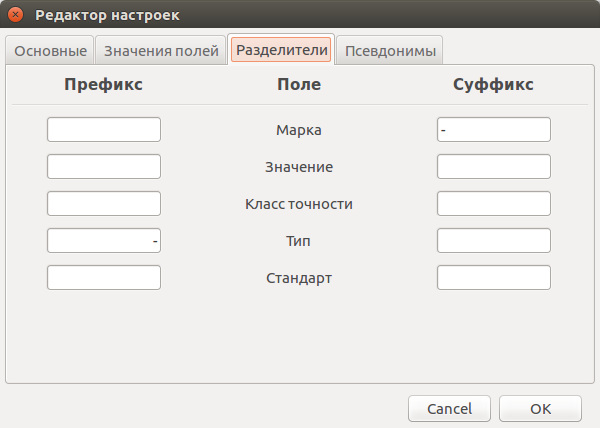 Редактор настроек
Основные Значения полей Разделители Псевдонимы
Префикс Поле Суффикс
Марка -
Значение
Класс точности
- Тип
Стандарт
Cancel OK